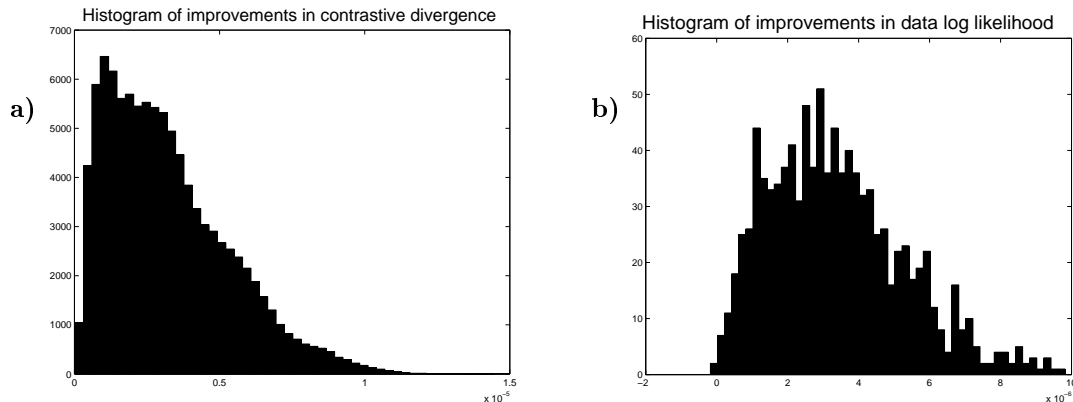 Histogram of improvements in contrastive divergence
a)
7000
6000
5000
4000
3000
2000
1000
0
0 0.5 1 1.5
x 10^-5
Histogram of improvements in data log likelihood
b)
60
50
40
30
20
10
0
−2 0 2 4 6 8 10
x 10^-6